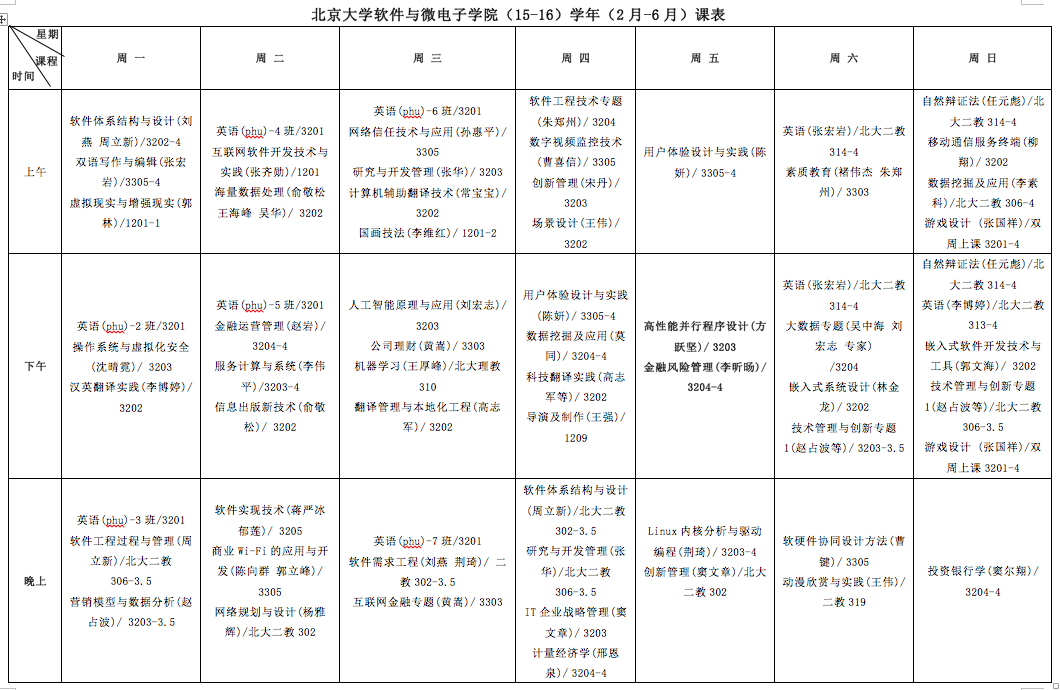 北京大学软件与微电子学院（15-16）学年（2月-6月）课表
星期
课程
时间
周 一
周 二
周 三
周 四
周 五
周 六
周 日
上午
软件体系结构与设计(刘
燕 周立新)/3202-4
双语写作与编辑(张宏
岩)/3305-4
虚拟现实与增强现实(郭
林)/1201-1
英语(phu)-4 班/3201
互联网软件开发技术与
实践(张齐勋)/1201
海量数据处理(俞敬松
王海峰 吴华)/ 3202
英语(phu)-6 班/3201
网络信任技术与应用(孙惠平)/
3305
研究与开发管理(张华)/ 3203
计算机辅助翻译技术(常宝宝)/
3202
国画技法(李维红)/ 1201-2
软件工程技术专题
(朱郑州)/ 3204
数字视频监控技术
(曹喜信)/ 3305
创新管理(宋丹)/
3203
场景设计(王伟)/
3202
用户体验设计与实践(陈
妍)/ 3305-4
英语(张宏岩)/北大二教
314-4
素质教育(褚伟杰 朱郑
州)/ 3303
自然辩证法(任元彪)/北
大二教 314-4
移动通信服务终端(柳
翔)/ 3202
数据挖掘及应用(李素
科)/北大二教 306-4
游戏设计 (张国祥)/双
周上课 3201-4
下午
英语(phu)-2 班/3201
操作系统与虚拟化安全
(沈晴霓)/ 3203
汉英翻译实践(李博婷)/
3202
英语(phu)-5 班/3201
金融运营管理(赵岩)/
3204-4
服务计算与系统(李伟
平)/3203-4
信息出版新技术(俞敬
松)/ 3202
人工智能原理与应用(刘宏志)/
3203
公司理财(黄嵩)/ 3303
机器学习(王厚峰)/北大理教
310
翻译管理与本地化工程(高志
军)/ 3202
用户体验设计与实践
(陈妍)/ 3305-4
数据挖掘及应用(莫
同)/ 3204-4
科技翻译实践(高志
军等)/ 3202
导演及制作(王强)/
1209
高性能并行程序设计(方
跃坚)/ 3203
金融风险管理(李昕旸)/
3204-4
英语(张宏岩)/北大二教
314-4
大数据专题(吴中海 刘
宏志 专家)
/3204
嵌入式系统设计(林金
龙)/ 3202
技术管理与创新专题
1(赵占波等)/ 3203-3.5
自然辩证法(任元彪)/北
大二教 314-4
英语(李博婷)/北大二教
313-4
嵌入式软件开发技术与
工具(郭文海)/ 3202
技术管理与创新专题
1(赵占波等)/北大二教
306-3.5
游戏设计 (张国祥)/双
周上课 3201-4
晚上
英语(phu)-3 班/3201
软件工程过程与管理(周
立新)/北大二教
306-3.5
营销模型与数据分析(赵
占波)/ 3203-3.5
软件实现技术(蒋严冰
郁莲)/ 3205
商业 Wi-Fi 的应用与开
发(陈向群 郭立峰)/
3305
网络规划与设计(杨雅
辉)/北大二教 302
英语(phu)-7 班/3201
软件需求工程(刘燕 荆琦)/ 二
教 302-3.5
互联网金融专题(黄嵩)/ 3303
软件体系结构与设计
(周立新)/北大二教
302-3.5
研究与开发管理(张
华)/北大二教
306-3.5
IT 企业战略管理(窦
文章)/ 3203
计量经济学(邢恩
泉)/ 3204-4
Linux 内核分析与驱动
编程(荆琦)/ 3203-4
创新管理(窦文章)/北大
二教 302
软硬件协同设计方法(曹
健)/ 3305
动漫欣赏与实践(王伟)/
二教 319
投资银行学(窦尔翔)/
3204-4